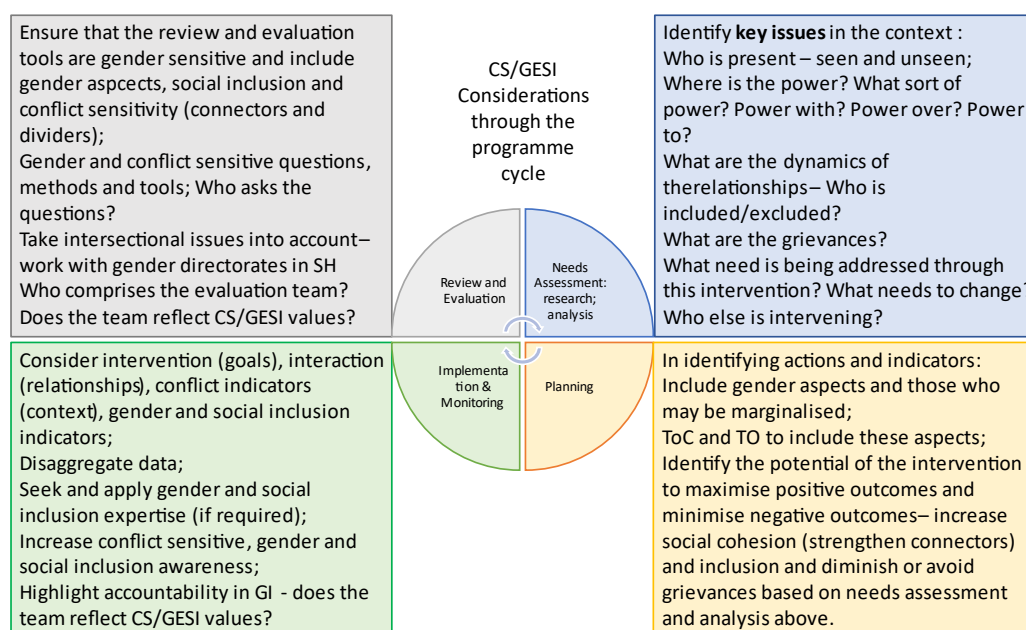 Ensure that the review and evaluation
tools are gender sensitive and include
gender aspcects, social inclusion and
conflict sensitivity (connectors and
dividers);
Gender and conflict sensitive questions,
methods and tools; Who asks the
questions?
Take intersectional issues into account–
work with gender directorates in SH
Who comprises the evaluation team?
Does the team reflect CS/GESI values?
CS/GESI
Considerations
through the
programme
cycle
Identify key issues in the context :
Who is present – seen and unseen;
Where is the power? What sort of
power? Power with? Power over? Power
to?
What are the dynamics of
therelationships– Who is
included/excluded?
What are the grievances?
What need is being addressed through
this intervention? What needs to change?
Who else is intervening?
Review and
Evaluation
Needs
Assessment:
research;
analysis
Implementa
tion &
Monitoring
Planning
Consider intervention (goals), interaction
(relationships), conflict indicators
(context), gender and social inclusion
indicators;
Disaggregate data;
Seek and apply gender and social
inclusion expertise (if required);
Increase conflict sensitive, gender and
social inclusion awareness;
Highlight accountability in GI - does the
team reflect CS/GESI values?
In identifying actions and indicators:
Include gender aspects and those who
may be marginalised;
ToC and TO to include these aspects;
Identify the potential of the intervention
to maximise positive outcomes and
minimise negative outcomes– increase
social cohesion (strengthen connectors)
and inclusion and diminish or avoid
grievances based on needs assessment
and analysis above.